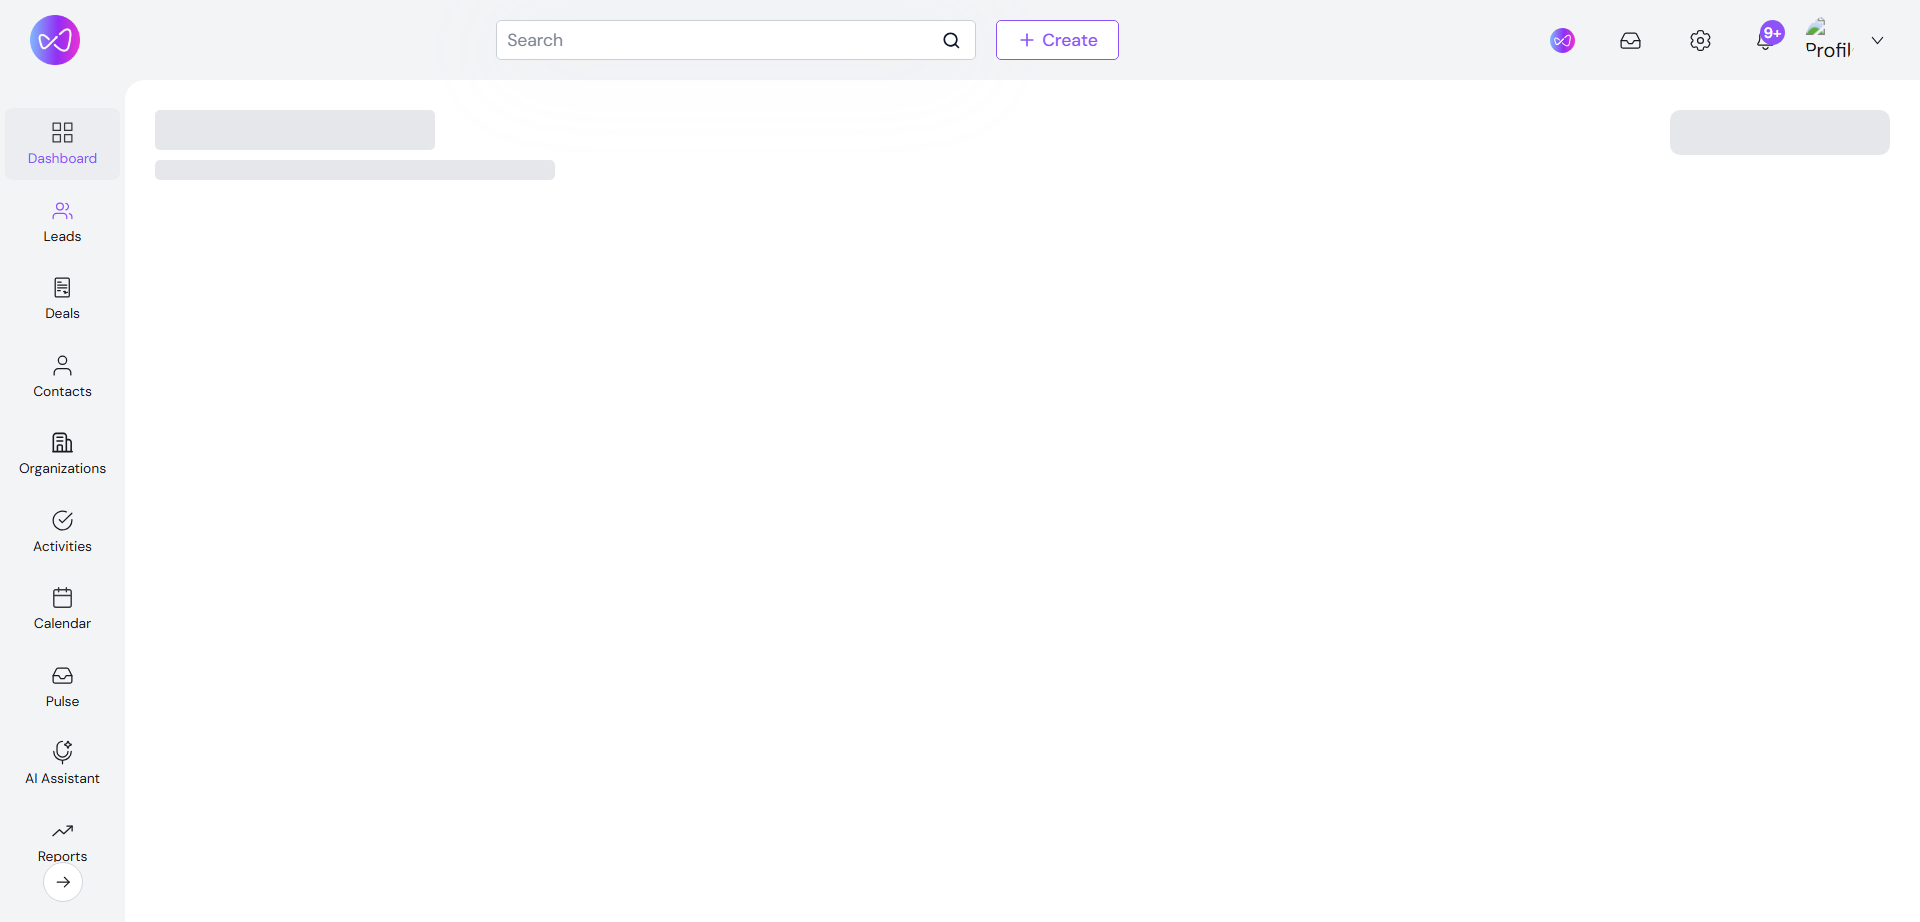 Search
Create
9+
Profil
Dashboard
Leads
Deals
Contacts
Organizations
Activities
Calendar
Pulse
AI Assistant
Reports